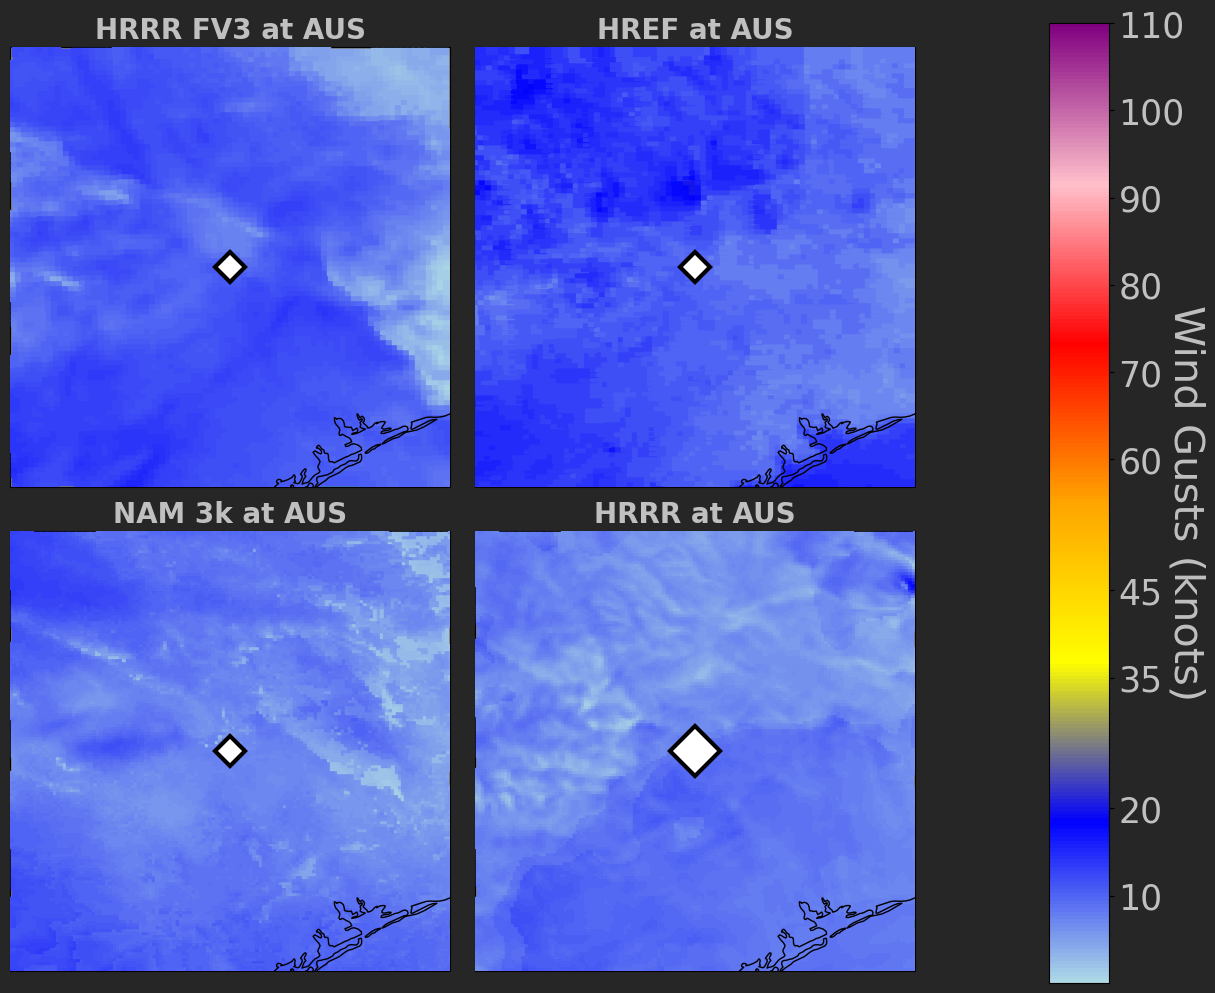 HRRR FV3 at AUS
HREF at AUS
NAM 3k at AUS
HRRR at AUS
110
100
90
80
70
60
45
35
20
10
Wind Gusts (knots)